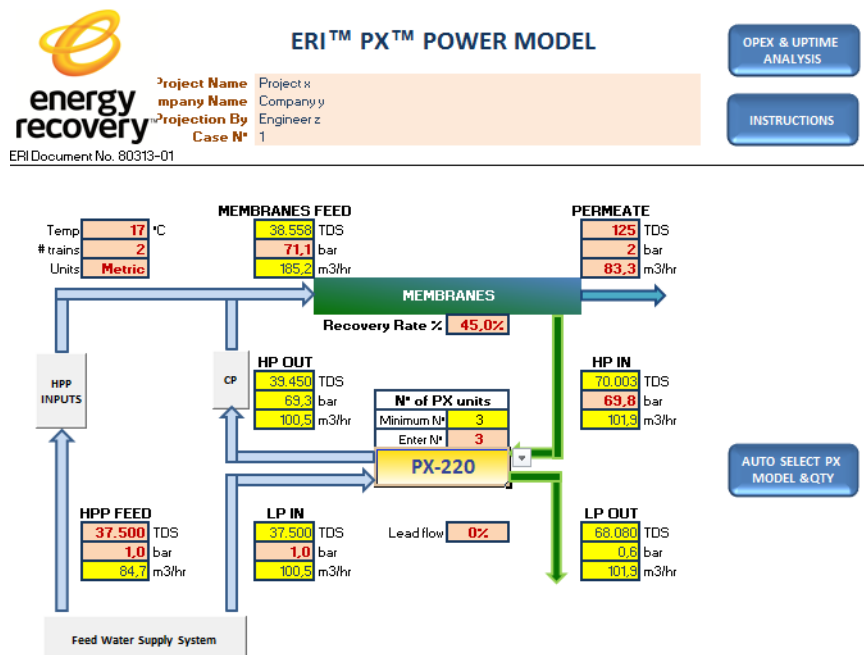 ERI™ PX™ POWER MODEL
OPEX & UPTIME
ANALYSIS
energy
recovery™
Project Name Project x
mpany Name Company y
Projection By Engineer z
Case Nº 1
INSTRUCTIONS
ERI Document No. 80313-01
Temp 17 ºC
# trains 2
Units Metric
MEMBRANES FEED
38.558 TDS
71,1 bar
185,2 m3/hr
PERMEATE
125 TDS
2 bar
83,3 m3/hr
MEMBRANES
Recovery Rate % 45,0%
HPP
INPUTS
CP
HP OUT
39.450 TDS
69,3 bar
100,5 m3/hr
Nº of PX units
Minimum Nº 3
Enter Nº 3
HP IN
70.003 TDS
69,8 bar
101,9 m3/hr
PX-220
AUTO SELECT PX
MODEL &QTY
HPP FEED
37.500 TDS
1,0 bar
84,7 m3/hr
LP IN
37.500 TDS
1,0 bar
100,5 m3/hr
Lead flow 0%
LP OUT
68.080 TDS
0,6 bar
101,9 m3/hr
Feed Water Supply System